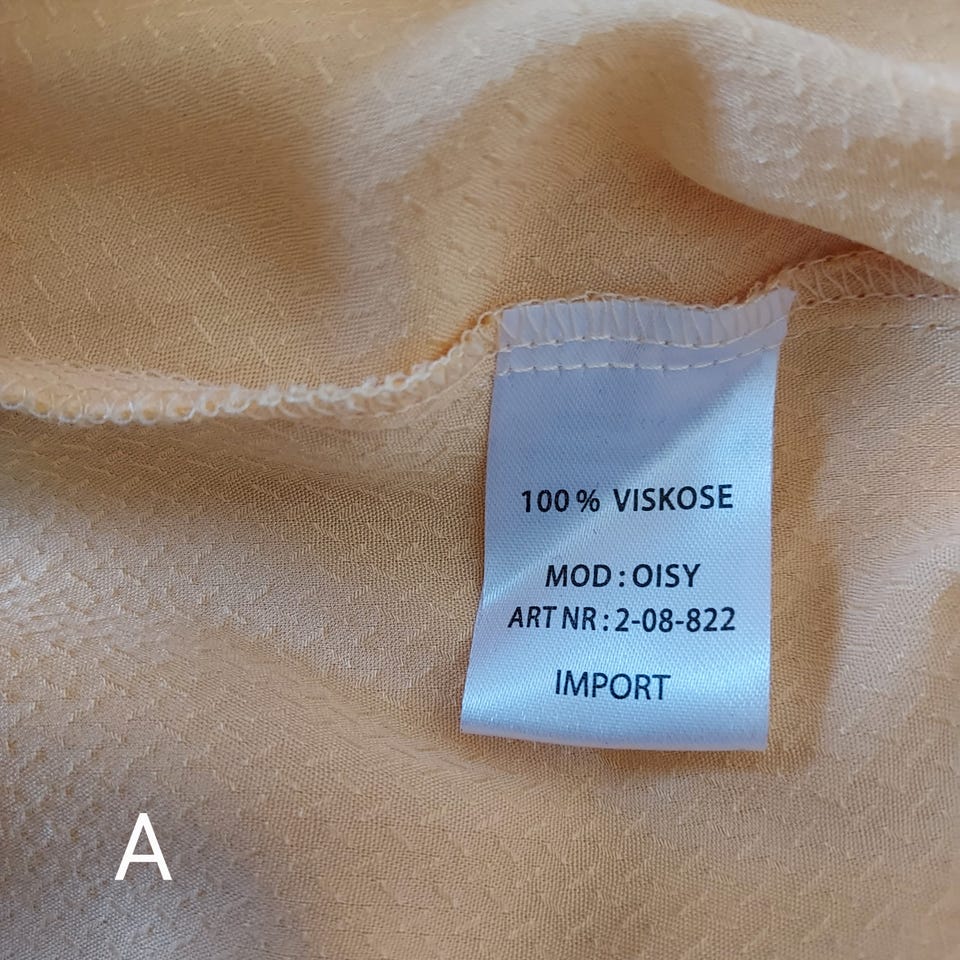 100% VISKOSE
MOD : OISY
ART NR : 2-08-822
IMPORT
A